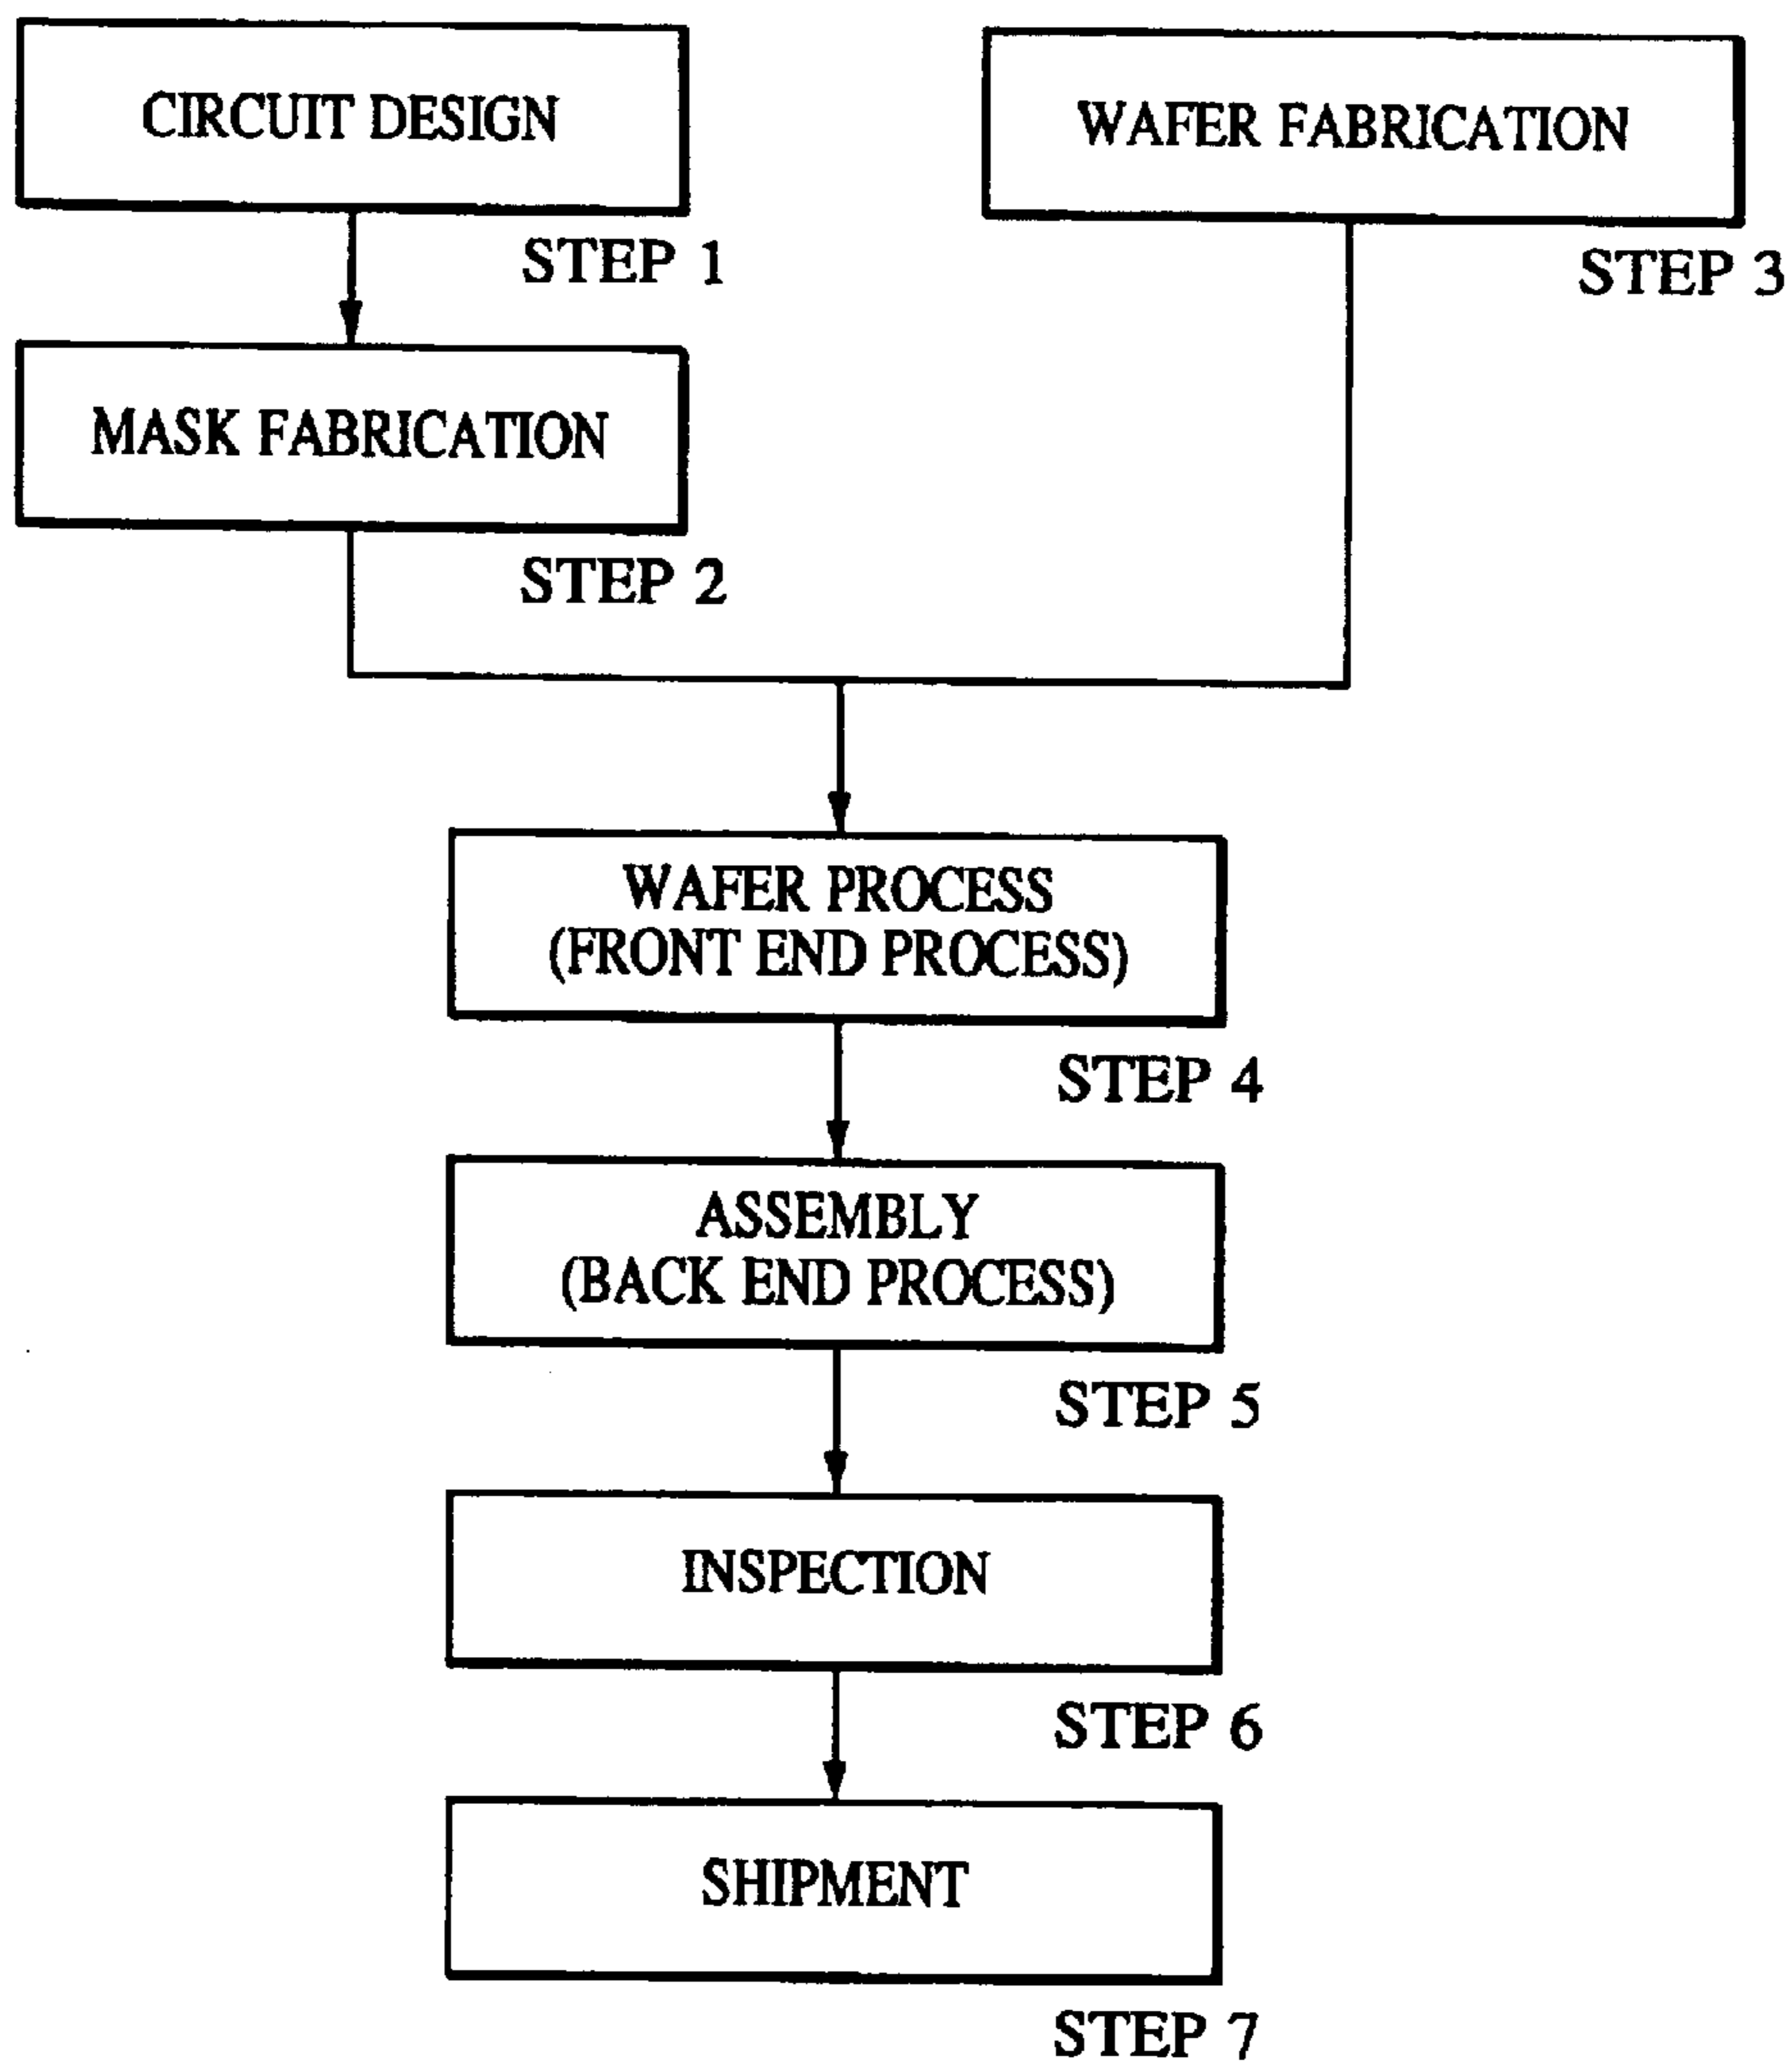 CIRCUIT DESIGN
STEP 1
WAFER FABRICATION
STEP 3
MASK FABRICATION
STEP 2
WAFER PROCESS
(FRONT END PROCESS)
STEP 4
ASSEMBLY
(BACK END PROCESS)
STEP 5
INSPECTION
STEP 6
SHIPMENT
STEP 7